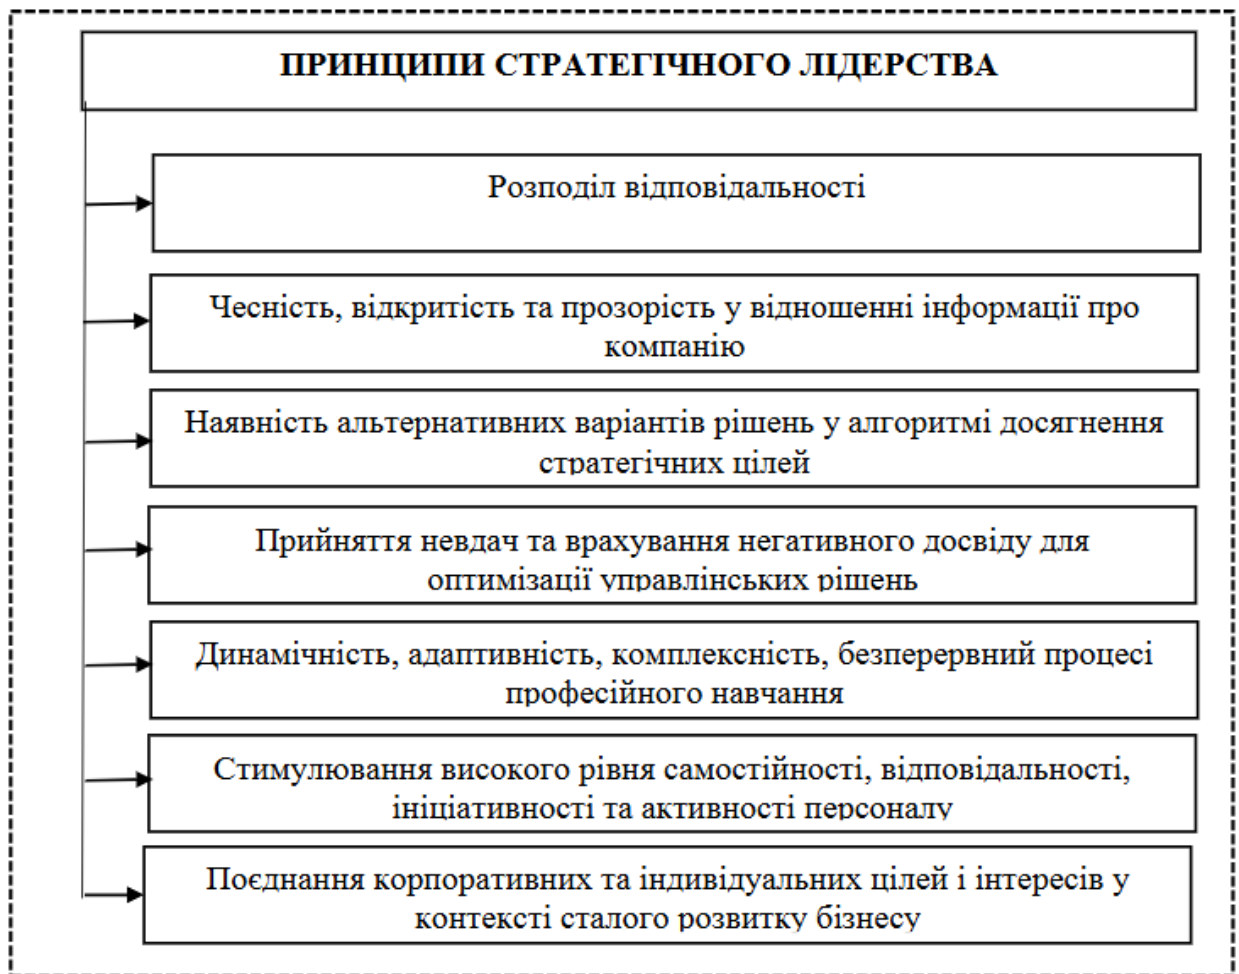 ПРИНЦИПИ СТРАТЕГІЧНОГО ЛІДЕРСТВА
Розподіл відповідальності
Чесність, відкритість та прозорість у відношенні інформації про
компанію
Наявність альтернативних варіантів рішень у алгоритмі досягнення
стратегічних цілей
Прийняття невдач та врахування негативного досвіду для
оптимізації управлінських рішень
Динамічність, адаптивність, комплексність, безперервний процесі
професійного навчання
Стимулювання високого рівня самостійності, відповідальності,
ініціативності та активності персоналу
Поєднання корпоративних та індивідуальних цілей і інтересів у
контексті сталого розвитку бізнесу